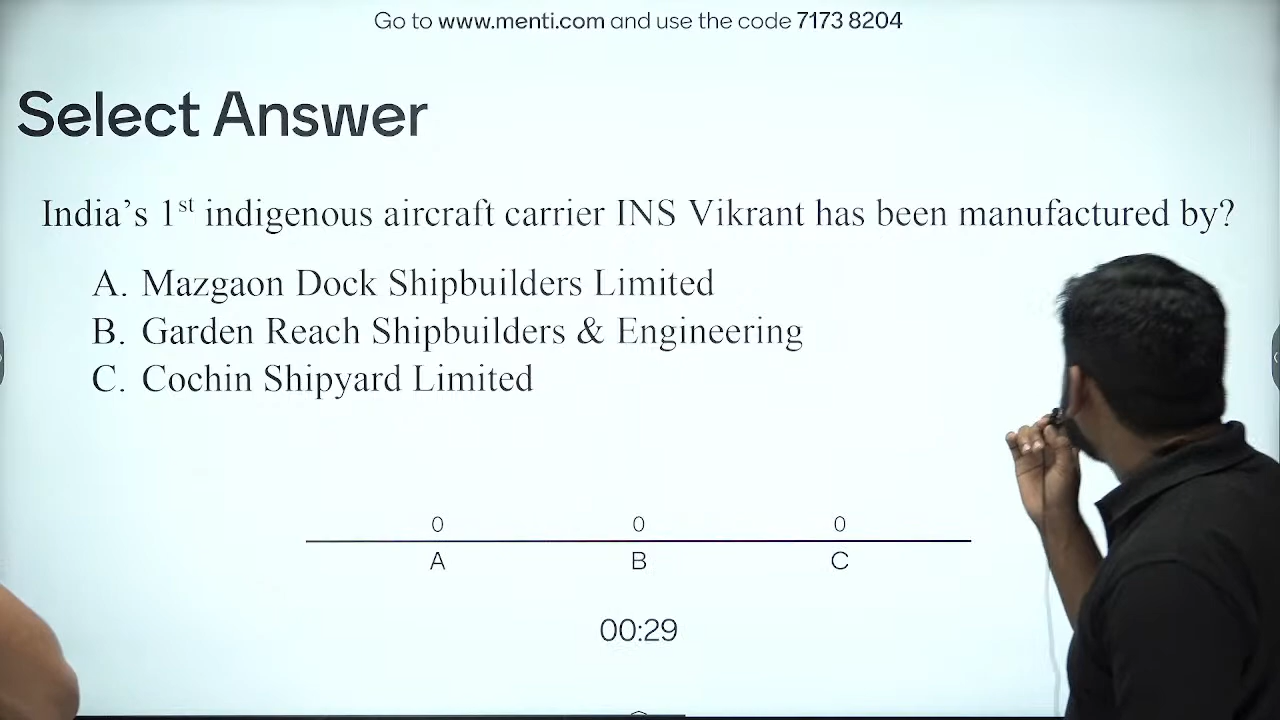 Go to www.menti.com and use the code 7173 8204
Select Answer
India’s 1st indigenous aircraft carrier INS Vikrant has been manufactured by?
A. Mazgaon Dock Shipbuilders Limited
B. Garden Reach Shipbuilders & Engineering
C. Cochin Shipyard Limited
0 0 0
A B C
00:29